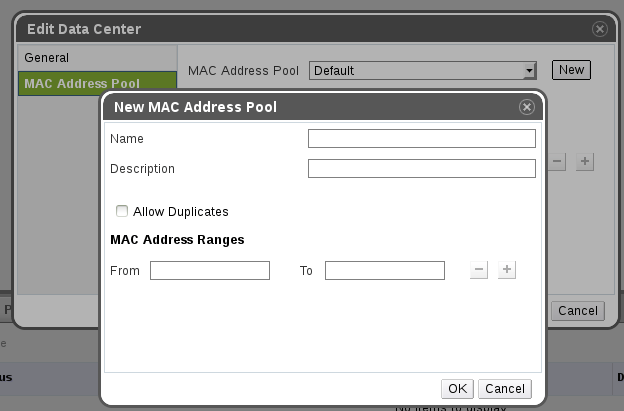 Edit Data Center
General
MAC Address Pool
MAC Address Pool Default New
New MAC Address Pool
Name
Description
Allow Duplicates
MAC Address Ranges
From To
Cancel
OK Cancel
No items to display